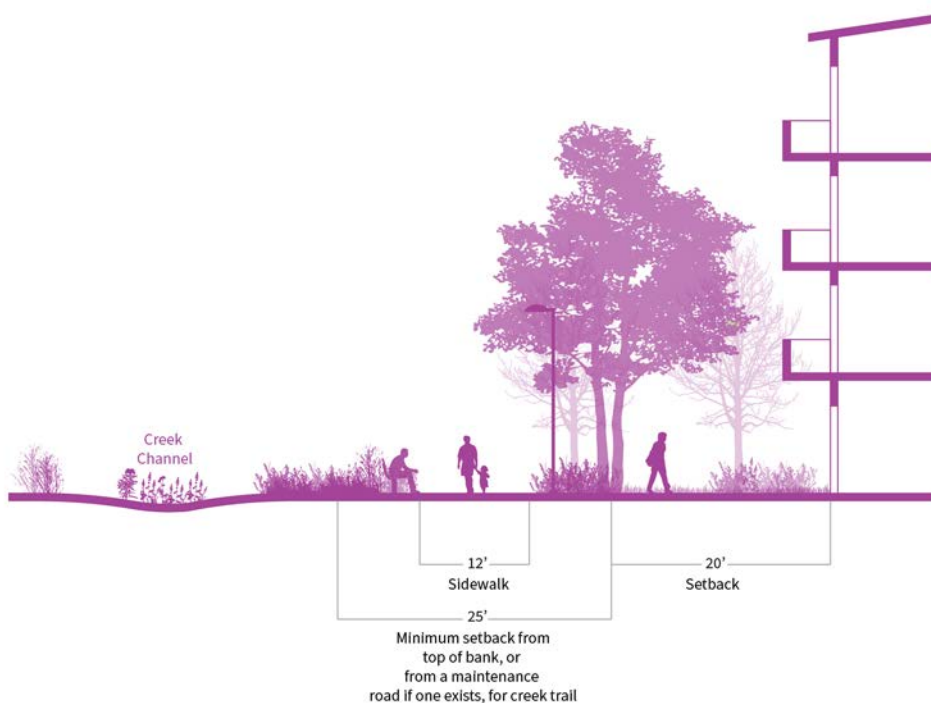 Creek
Channel
12’
Sidewalk
20’
Setback
25’
Minimum setback from
top of bank, or
from a maintenance
road if one exists, for creek trail